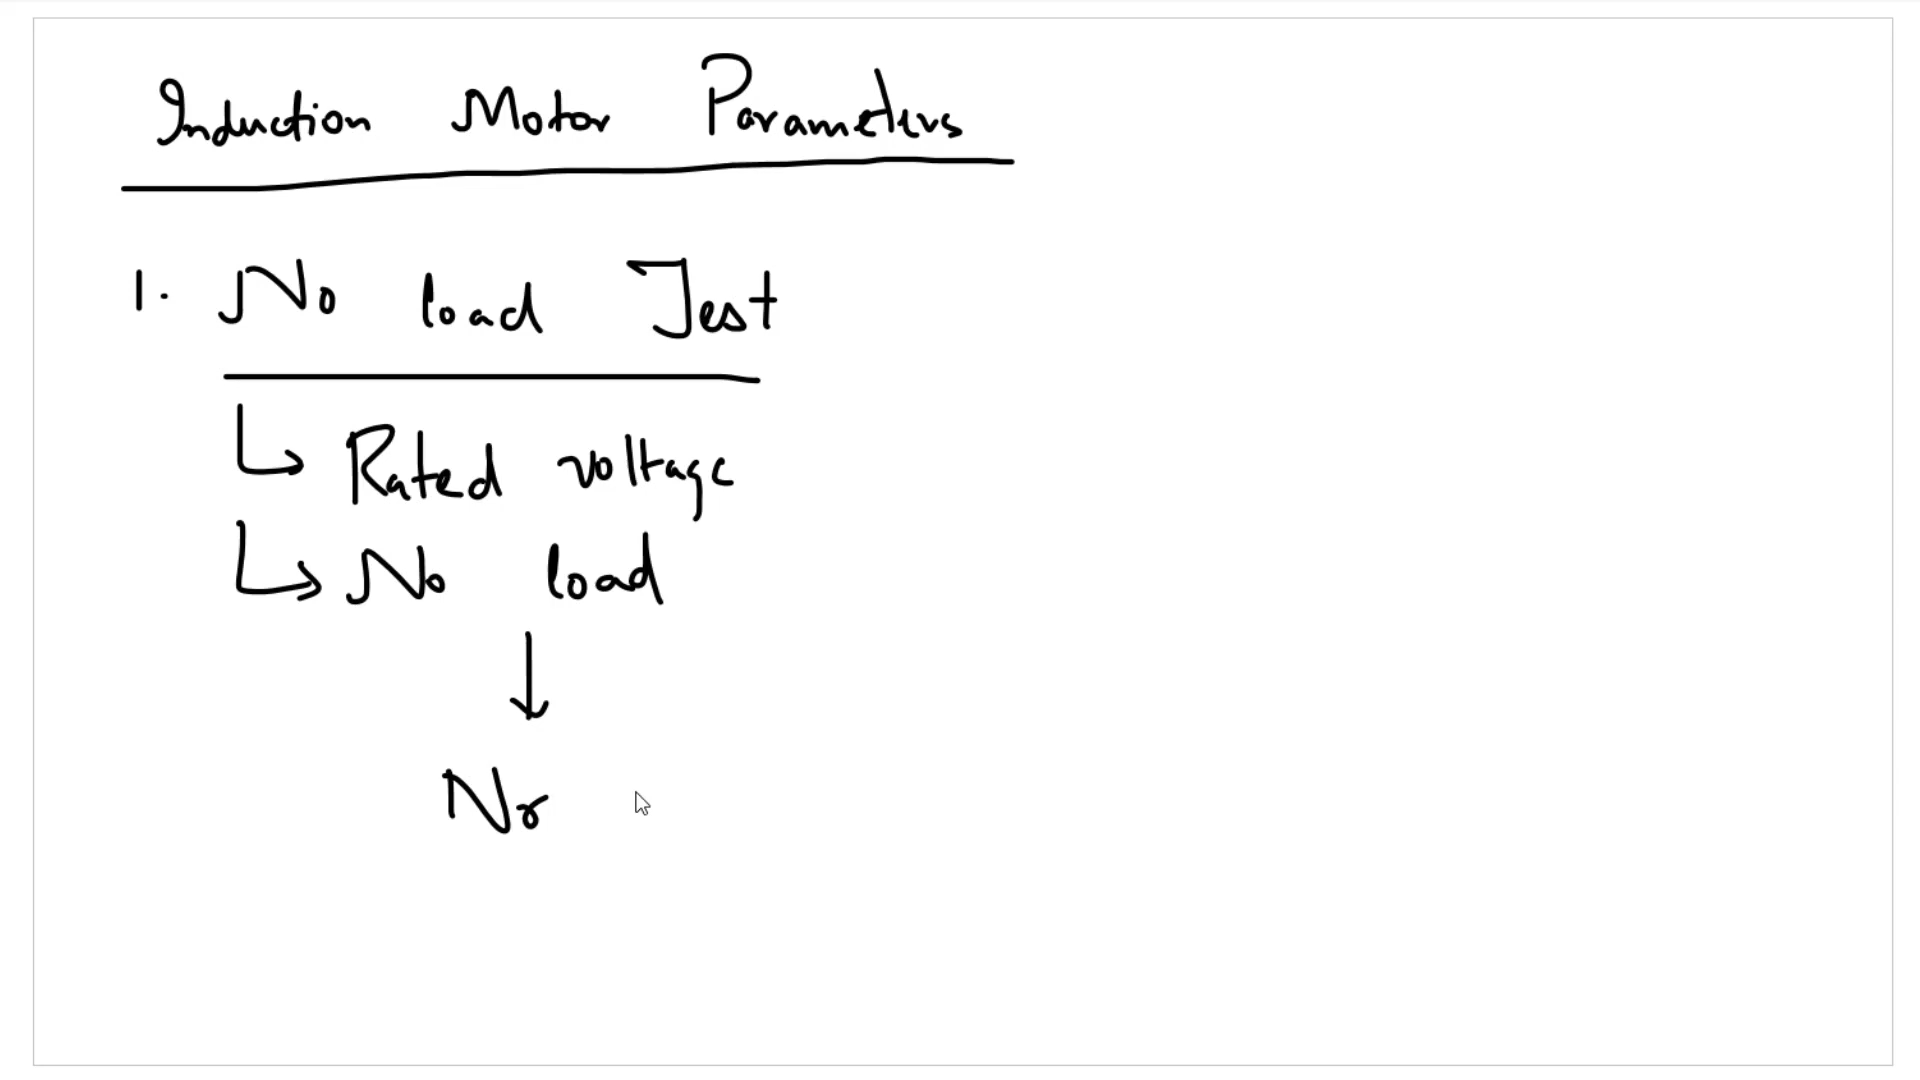 Induction Motor Parameters
1. No load Test
↳ Rated voltage
↳ No load
↓
Nr